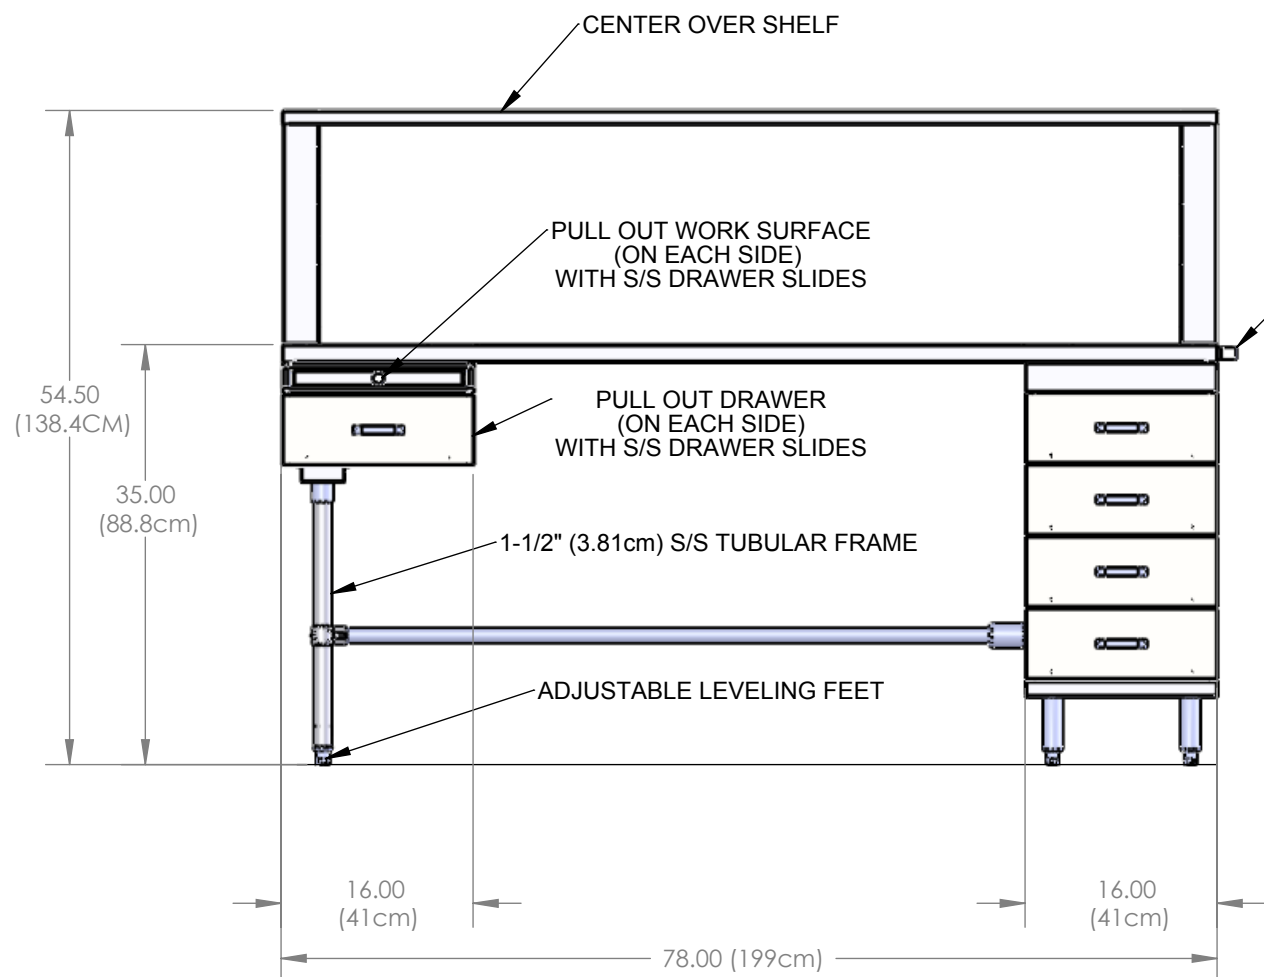 CENTER OVER SHELF
PULL OUT WORK SURFACE
(ON EACH SIDE)
WITH S/S DRAWER SLIDES
54.50
(138.4CM)
PULL OUT DRAWER
(ON EACH SIDE)
WITH S/S DRAWER SLIDES
35.00
(88.8cm)
1-1/2" (3.81cm) S/S TUBULAR FRAME
ADJUSTABLE LEVELING FEET
16.00
(41cm)
16.00
(41cm)
78.00 (199cm)